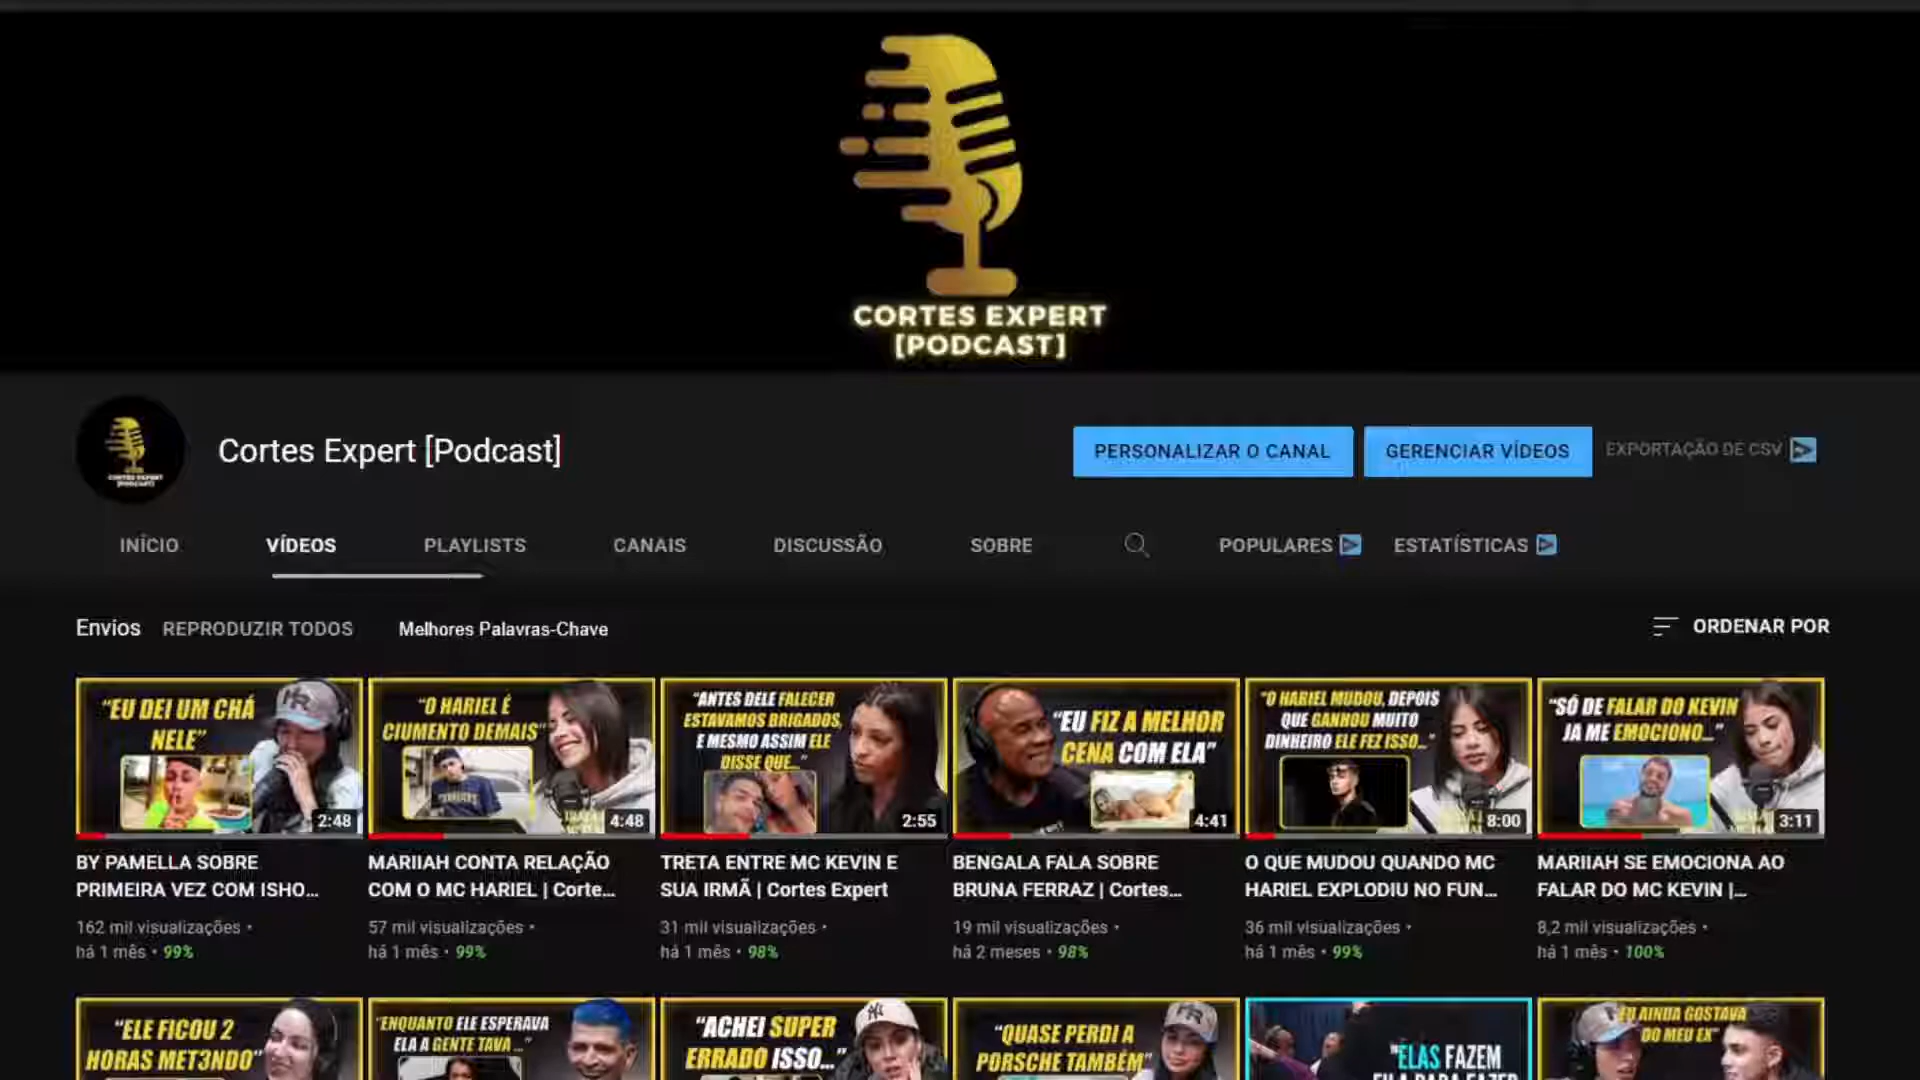 CORTES EXPERT
[PODCAST]
Cortes Expert [Podcast]
PERSONALIZAR O CANAL
GERENCIAR VÍDEOS
EXPORTAÇÃO DE CSV
INÍCIO
VÍDEOS
PLAYLISTS
CANAIS
DISCUSSÃO
SOBRE
POPULARES
ESTATÍSTICAS
Envios
REPRODUZIR TODOS
Melhores Palavras-Chave
ORDENAR POR
"EU DEI UM CHÁ
NELE"
2:48
"O HARIEL É
CIUMENTO DEMAIS"
4:48
"ANTES DELE FALECER
ESTAVAMOS BRIGADOS,
E MESMO ASSIM ELE
DISSE QUE..."
2:55
"EU FIZ A MELHOR
CENA COM ELA"
4:41
"O HARIEL MUDOU, DEPOIS
QUE GANHOU MUITO
DINHEIRO ELE FEZ ISSO..."
8:00
"SÓ DE FALAR DO KEVIN
JA ME EMOCIONO..."
3:11
BY PAMELLA SOBRE
PRIMEIRA VEZ COM ISHO...
162 mil visualizações •
há 1 mês • 99%
MARIIAH CONTA RELAÇÃO
COM O MC HARIEL | Corte...
57 mil visualizações •
há 1 mês • 99%
TRETA ENTRE MC KEVIN E
SUA IRMÃ | Cortes Expert
31 mil visualizações •
há 1 mês • 98%
BENGALA FALA SOBRE
BRUNA FERRAZ | Cortes...
19 mil visualizações •
há 2 meses • 98%
O QUE MUDOU QUANDO MC
HARIEL EXPLODIU NO FUN...
36 mil visualizações •
há 1 mês • 99%
MARIIAH SE EMOCIONA AO
FALAR DO MC KEVIN |...
8,2 mil visualizações •
há 1 mês • 100%
"ELE FICOU 2
HORAS MET3NDO"
"ENQUANTO ELE ESPERAVA
ELA A GENTE TAVA ..."
"ACHEI SUPER
ERRADO ISSO..."
"QUASE PERDI A
PORSCHE TAMBÉM"
"ELAS FAZEM
"EU AINDA GOSTAVA
DO MEU EX"